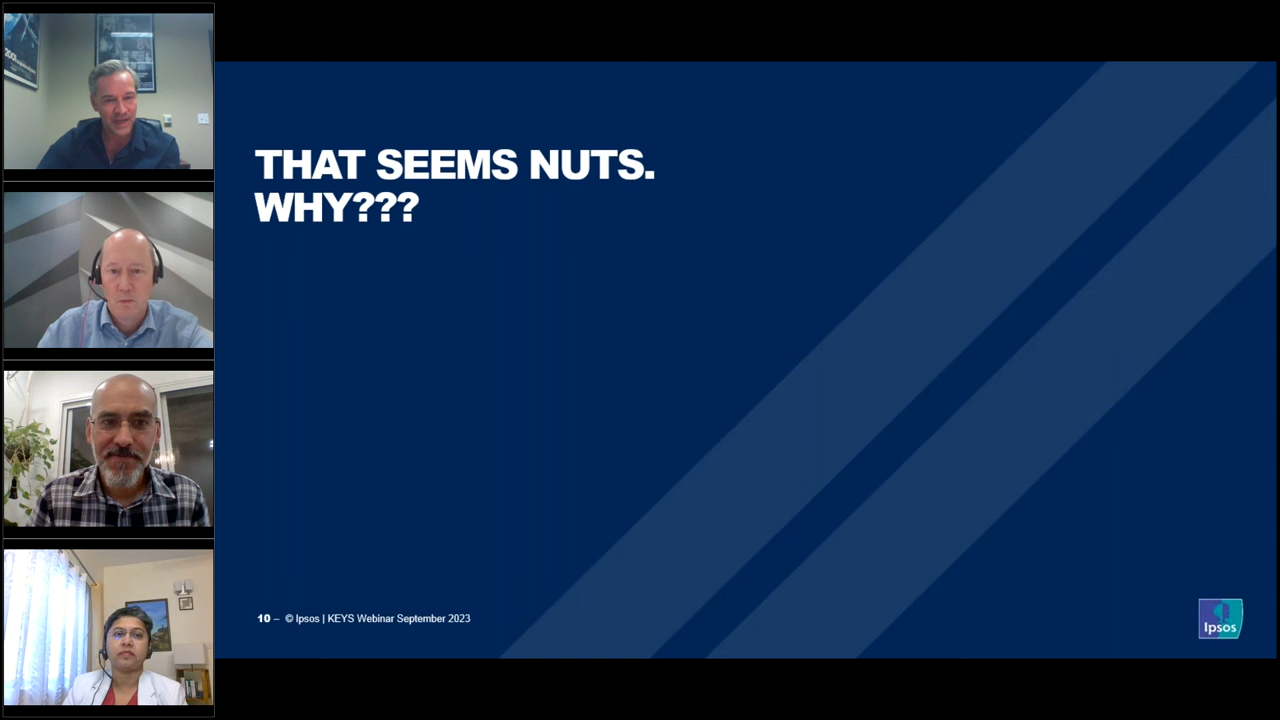 THAT SEEMS NUTS.
WHY???
10 – © Ipsos | KEYS Webinar September 2023
Ipsos